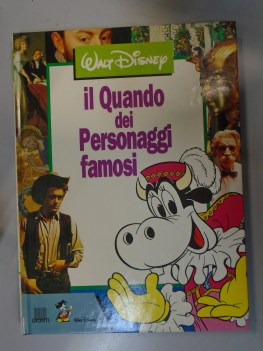 WALT DISNEY
il Quando
dei
Personaggi
famosi